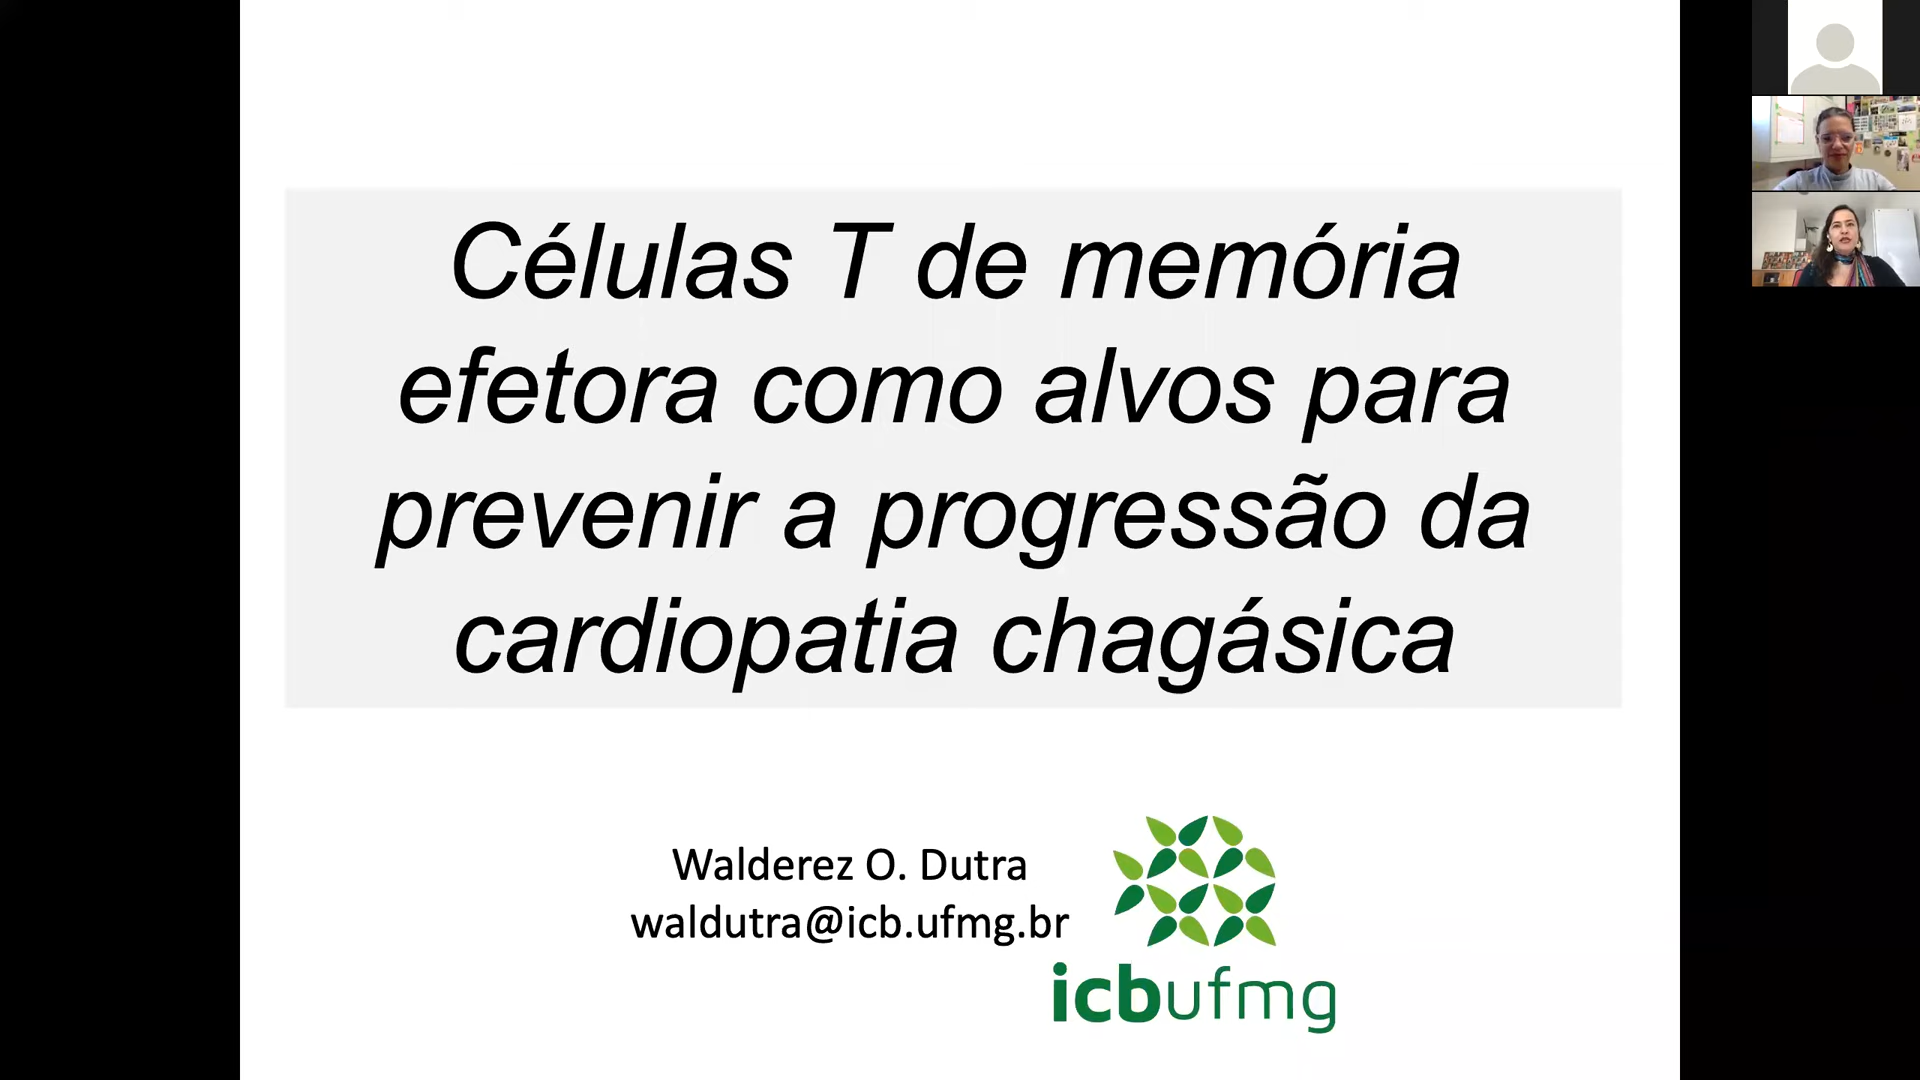 Células T de memória
efetora como alvos para
prevenir a progressão da
cardiopatia chagásica
Walderez O. Dutra
waldutra@icb.ufmg.br
icbufmg